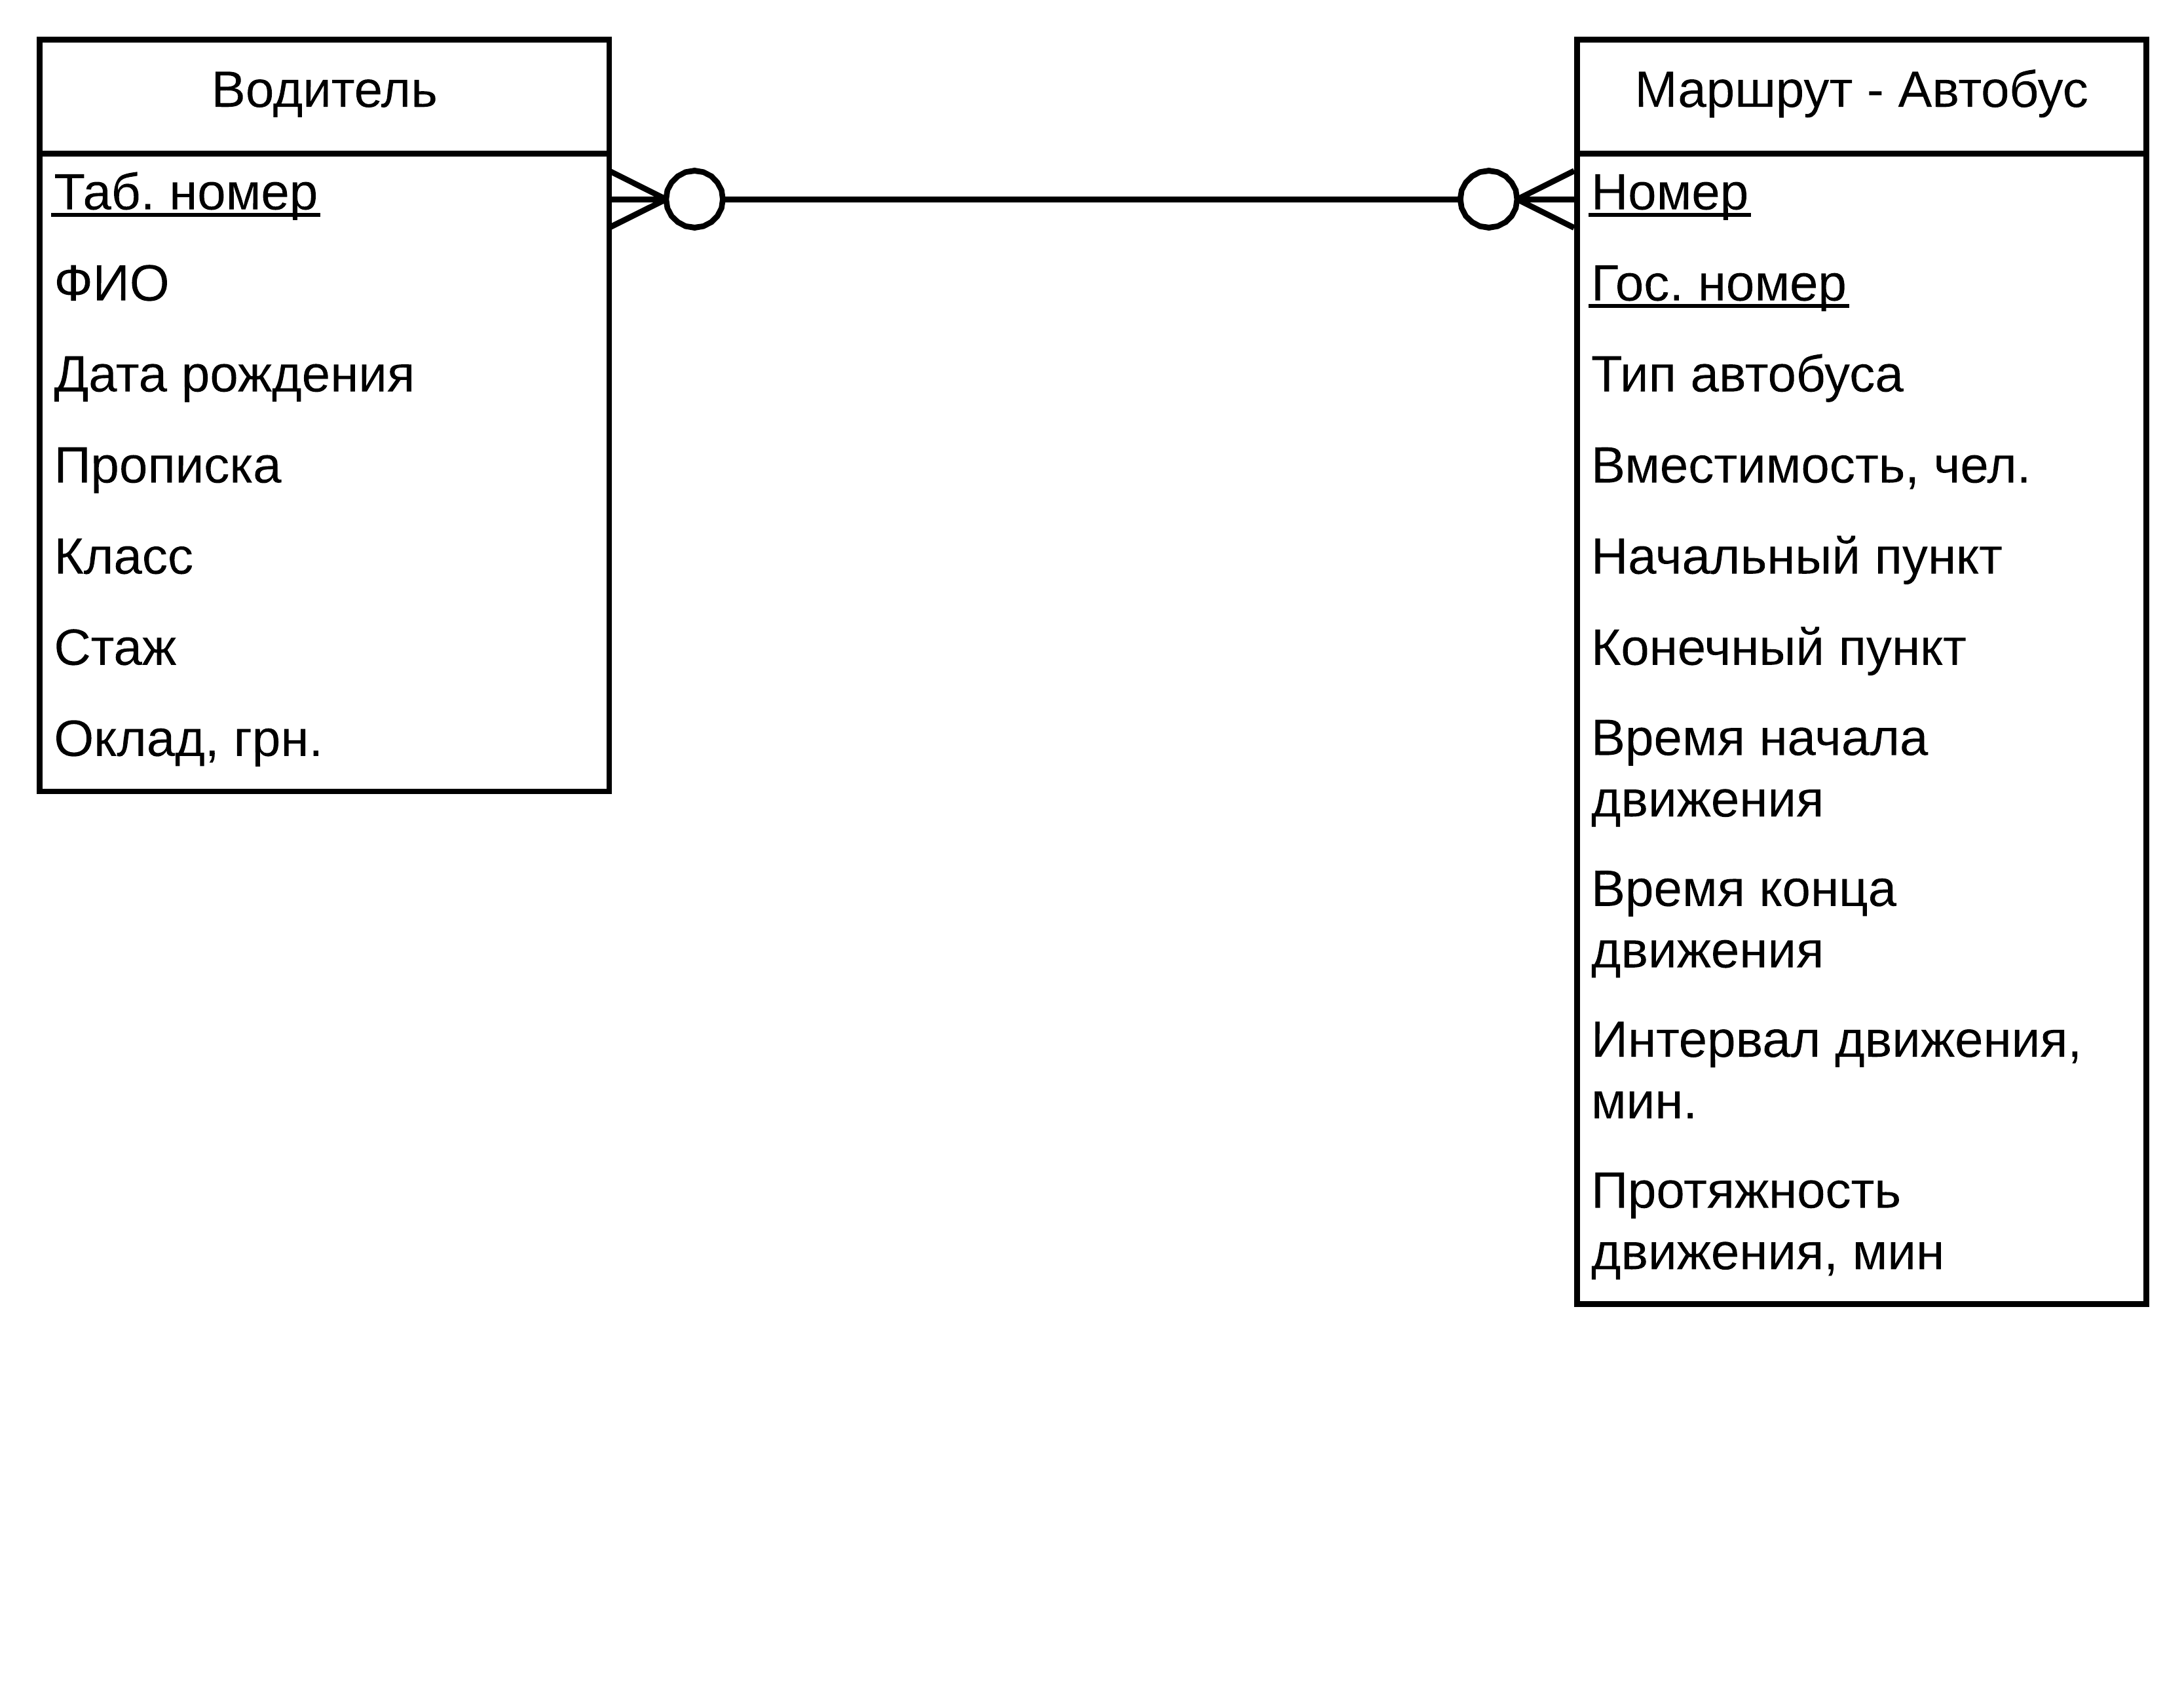 Водитель
Таб. номер
ФИО
Дата рождения
Прописка
Класс
Стаж
Оклад, грн.
Маршрут - Автобус
Номер
Гос. номер
Тип автобуса
Вместимость, чел.
Начальный пункт
Конечный пункт
Время начала
движения
Время конца
движения
Интервал движения,
мин.
Протяжность
движения, мин